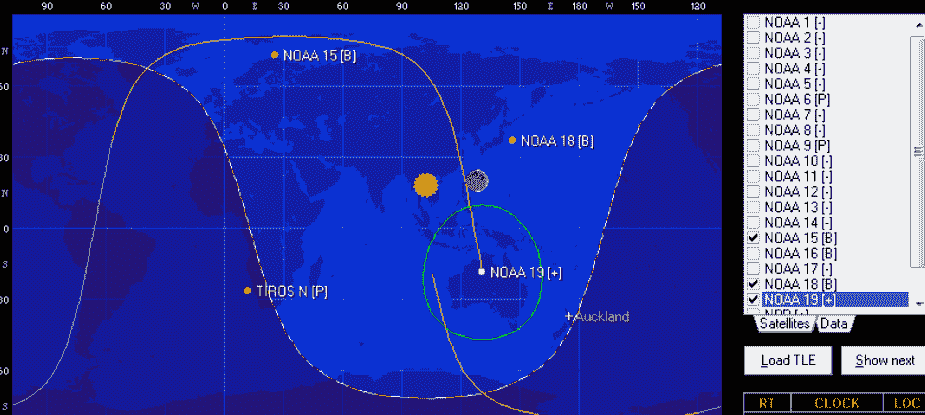 90 60 W 0 E 60 90 120 150 E 180 W 150 120
N
60
30
N
0
S
30
60
S
NOAA 15 [B]
NOAA 18 [B]
NOAA 19 [+]
TIROS N [P]
Auckland
NOAA 1 [-]
NOAA 2 [-]
NOAA 3 [-]
NOAA 4 [-]
NOAA 5 [-]
NOAA 6 [P]
NOAA 7 [-]
NOAA 8 [-]
NOAA 9 [P]
NOAA 10 [-]
NOAA 11 [-]
NOAA 12 [-]
NOAA 13 [-]
NOAA 14 [-]
NOAA 15 [B]
NOAA 16 [B]
NOAA 17 [-]
NOAA 18 [B]
NOAA 19 [+]
Satellites Data
Load TLE Show next
RT CLOCK LOC